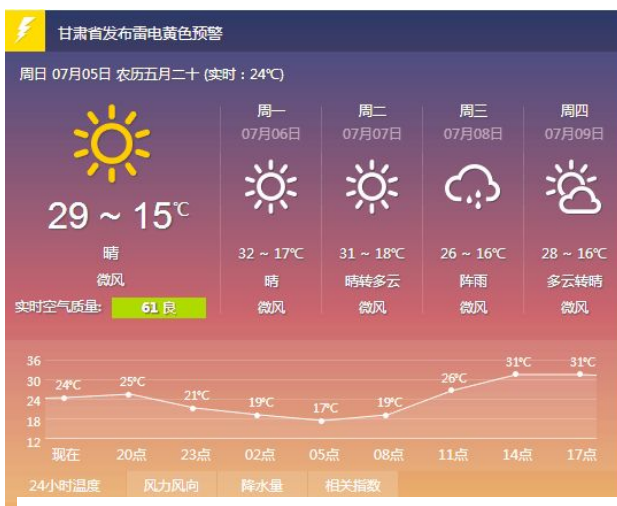 甘肃省发布雷电黄色预警
周日 07月05日 农历五月二十 (实时：24℃)
29 ~ 15℃
晴
微风
实时空气质量: 61 良
周一
07月06日
32 ~ 17℃
晴
微风
周二
07月07日
31 ~ 18℃
晴转多云
微风
周三
07月08日
26 ~ 16℃
阵雨
微风
周四
07月09日
28 ~ 16℃
多云转晴
微风
36
30
24
18
12
24℃ 25℃ 21℃ 19℃ 17℃ 19℃ 26℃ 31℃ 31℃
现在 20点 23点 02点 05点 08点 11点 14点 17点
24小时温度 风力风向 降水量 相关指数